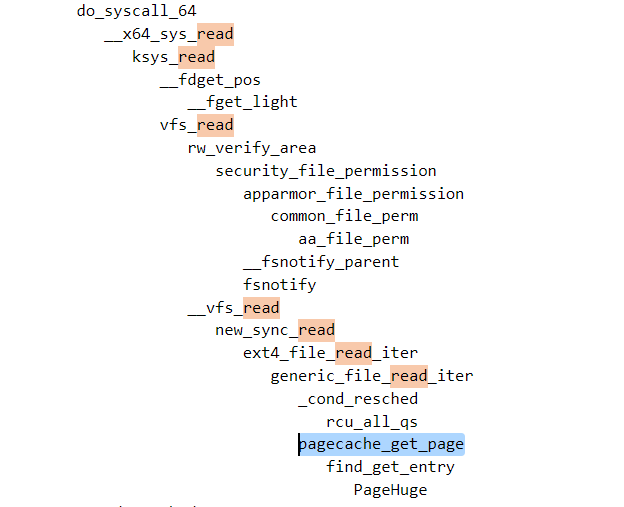 do_syscall_64
__x64_sys_read
ksys_read
__fdget_pos
__fget_light
vfs_read
rw_verify_area
security_file_permission
apparmor_file_permission
common_file_perm
aa_file_perm
__fsnotify_parent
fsnotify
__vfs_read
new_sync_read
ext4_file_read_iter
generic_file_read_iter
_cond_resched
rcu_all_qs
pagecache_get_page
find_get_entry
PageHuge